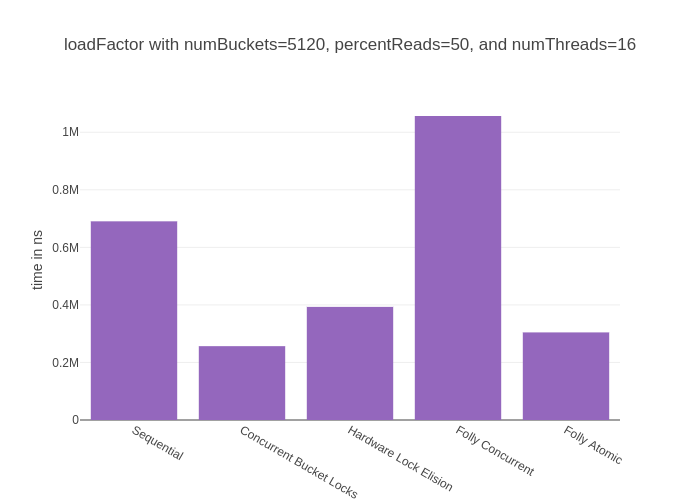 loadFactor with numBuckets=5120, percentReads=50, and numThreads=16
1M
0.8M
0.6M
0.4M
0.2M
0
time in ns
Sequential
Concurrent Bucket Locks
Hardware Lock Elision
Folly Concurrent
Folly Atomic